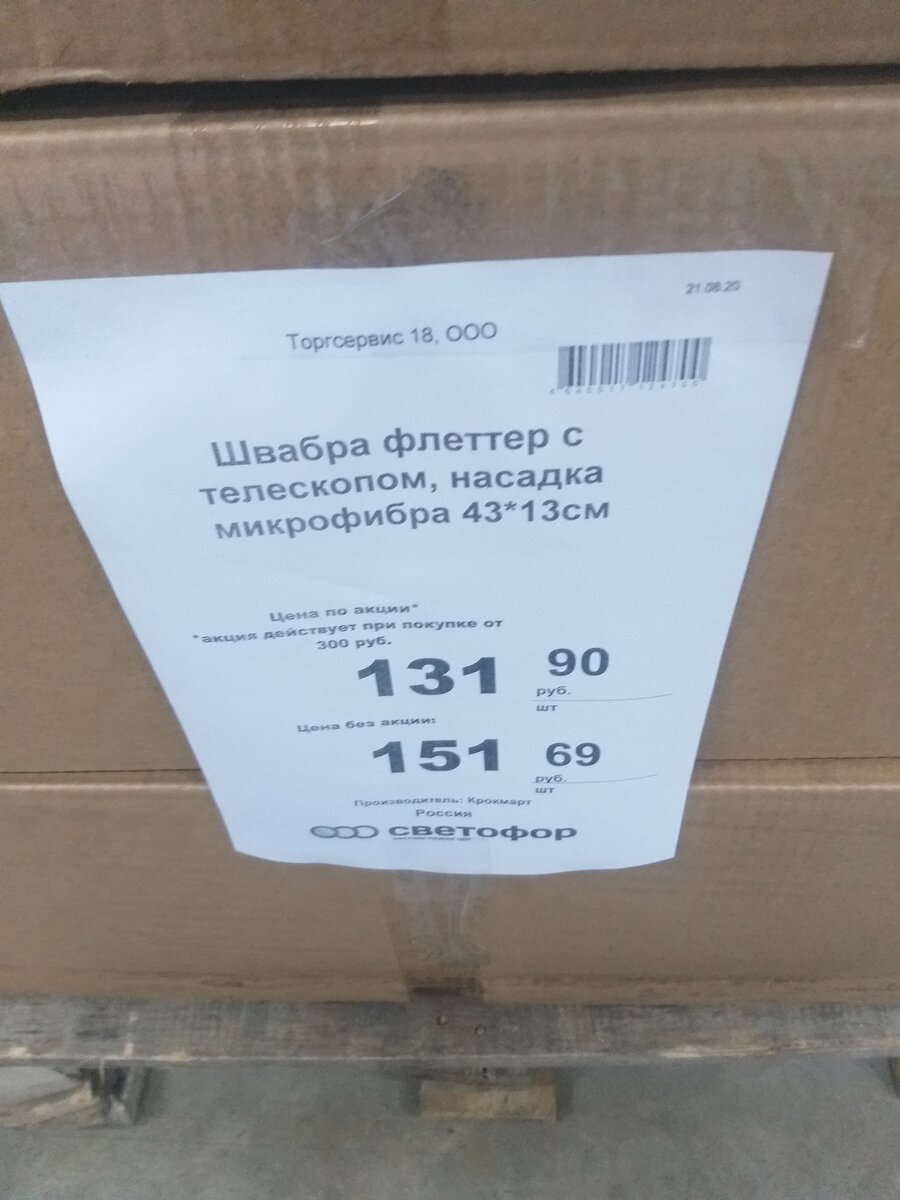 21.08.20
Торгсервис 18, ООО
Швабра флеттер с
телескопом, насадка
микрофибра 43*13см
Цена по акции*
*акция действует при покупке от
300 руб.
131 90
руб.
шт
Цена без акции:
151 69
руб.
шт
Производитель: Крокмарт
Россия
светофор